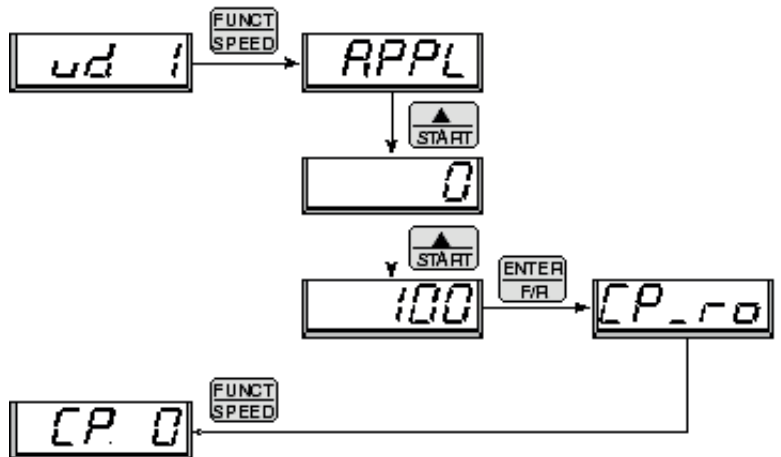 FUNCT
SPEED
ud 1
APPL
▲
START
0
▲
START
100
ENTER
F/R
CP_ro
FUNCT
SPEED
CP. 0